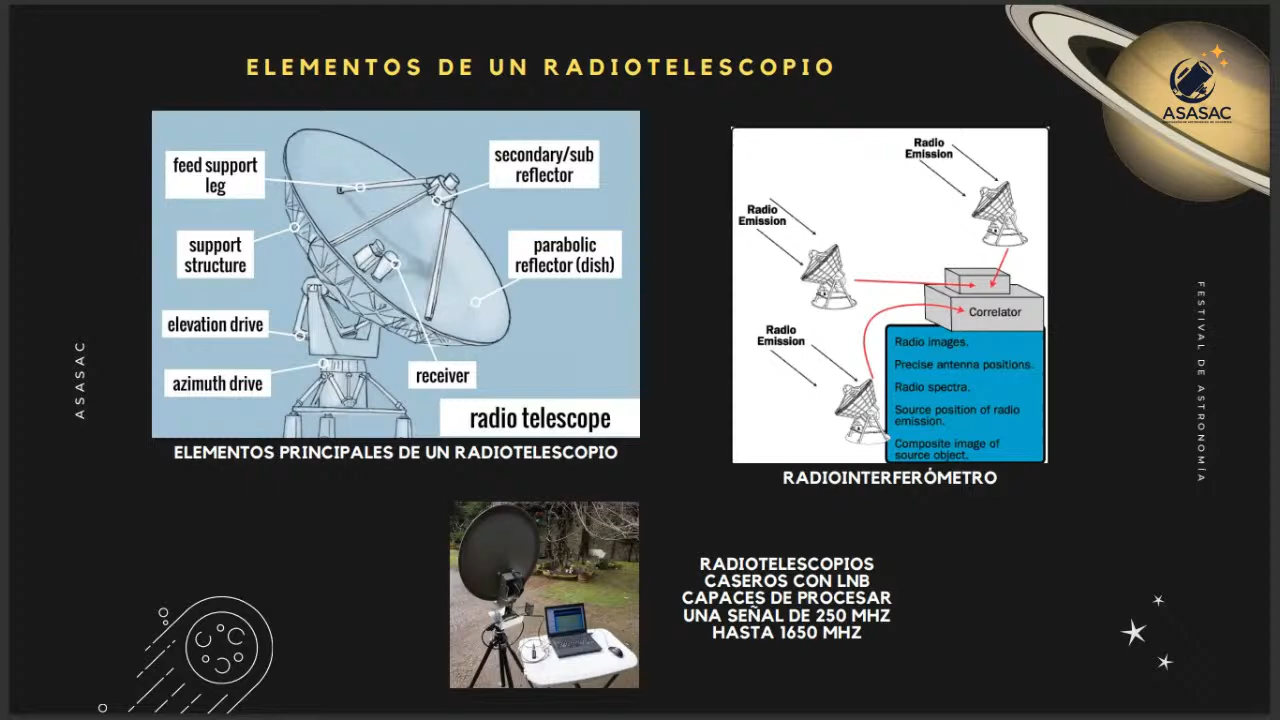 ELEMENTOS DE UN RADIOTELESCOPIO
ASASAC
feed support
leg
secondary/sub
reflector
support
structure
parabolic
reflector (dish)
elevation drive
azimuth drive
receiver
radio telescope
ELEMENTOS PRINCIPALES DE UN RADIOTELESCOPIO
Radio
Emission
Radio
Emission
Radio
Emission
Correlator
Radio images.
Precise antenna positions.
Radio spectra.
Source position of radio
emission.
Composite image of
source object.
RADIOINTERFERÓMETRO
ASASAC
FESTIVAL DE ASTRONOMÍA
RADIOTELESCOPIOS
CASEROS CON LNB
CAPACES DE PROCESAR
UNA SEÑAL DE 250 MHZ
HASTA 1650 MHZ